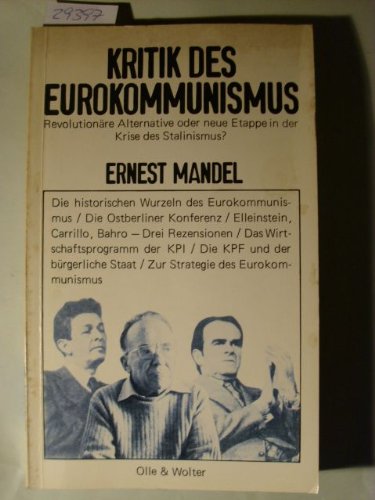 29397
KRITIK DES
EUROKOMMUNISMUS
Revolutionäre Alternative oder neue Etappe in der
Krise des Stalinismus?
ERNEST MANDEL
Die historischen Wurzeln des Eurokommunis-
mus / Die Ostberliner Konferenz / Elleinstein,
Carrillo, Bahro – Drei Rezensionen / Das Wirt-
schaftsprogramm der KPI / Die KPF und der
bürgerliche Staat / Zur Strategie des Eurokom-
munismus
Olle & Wolter